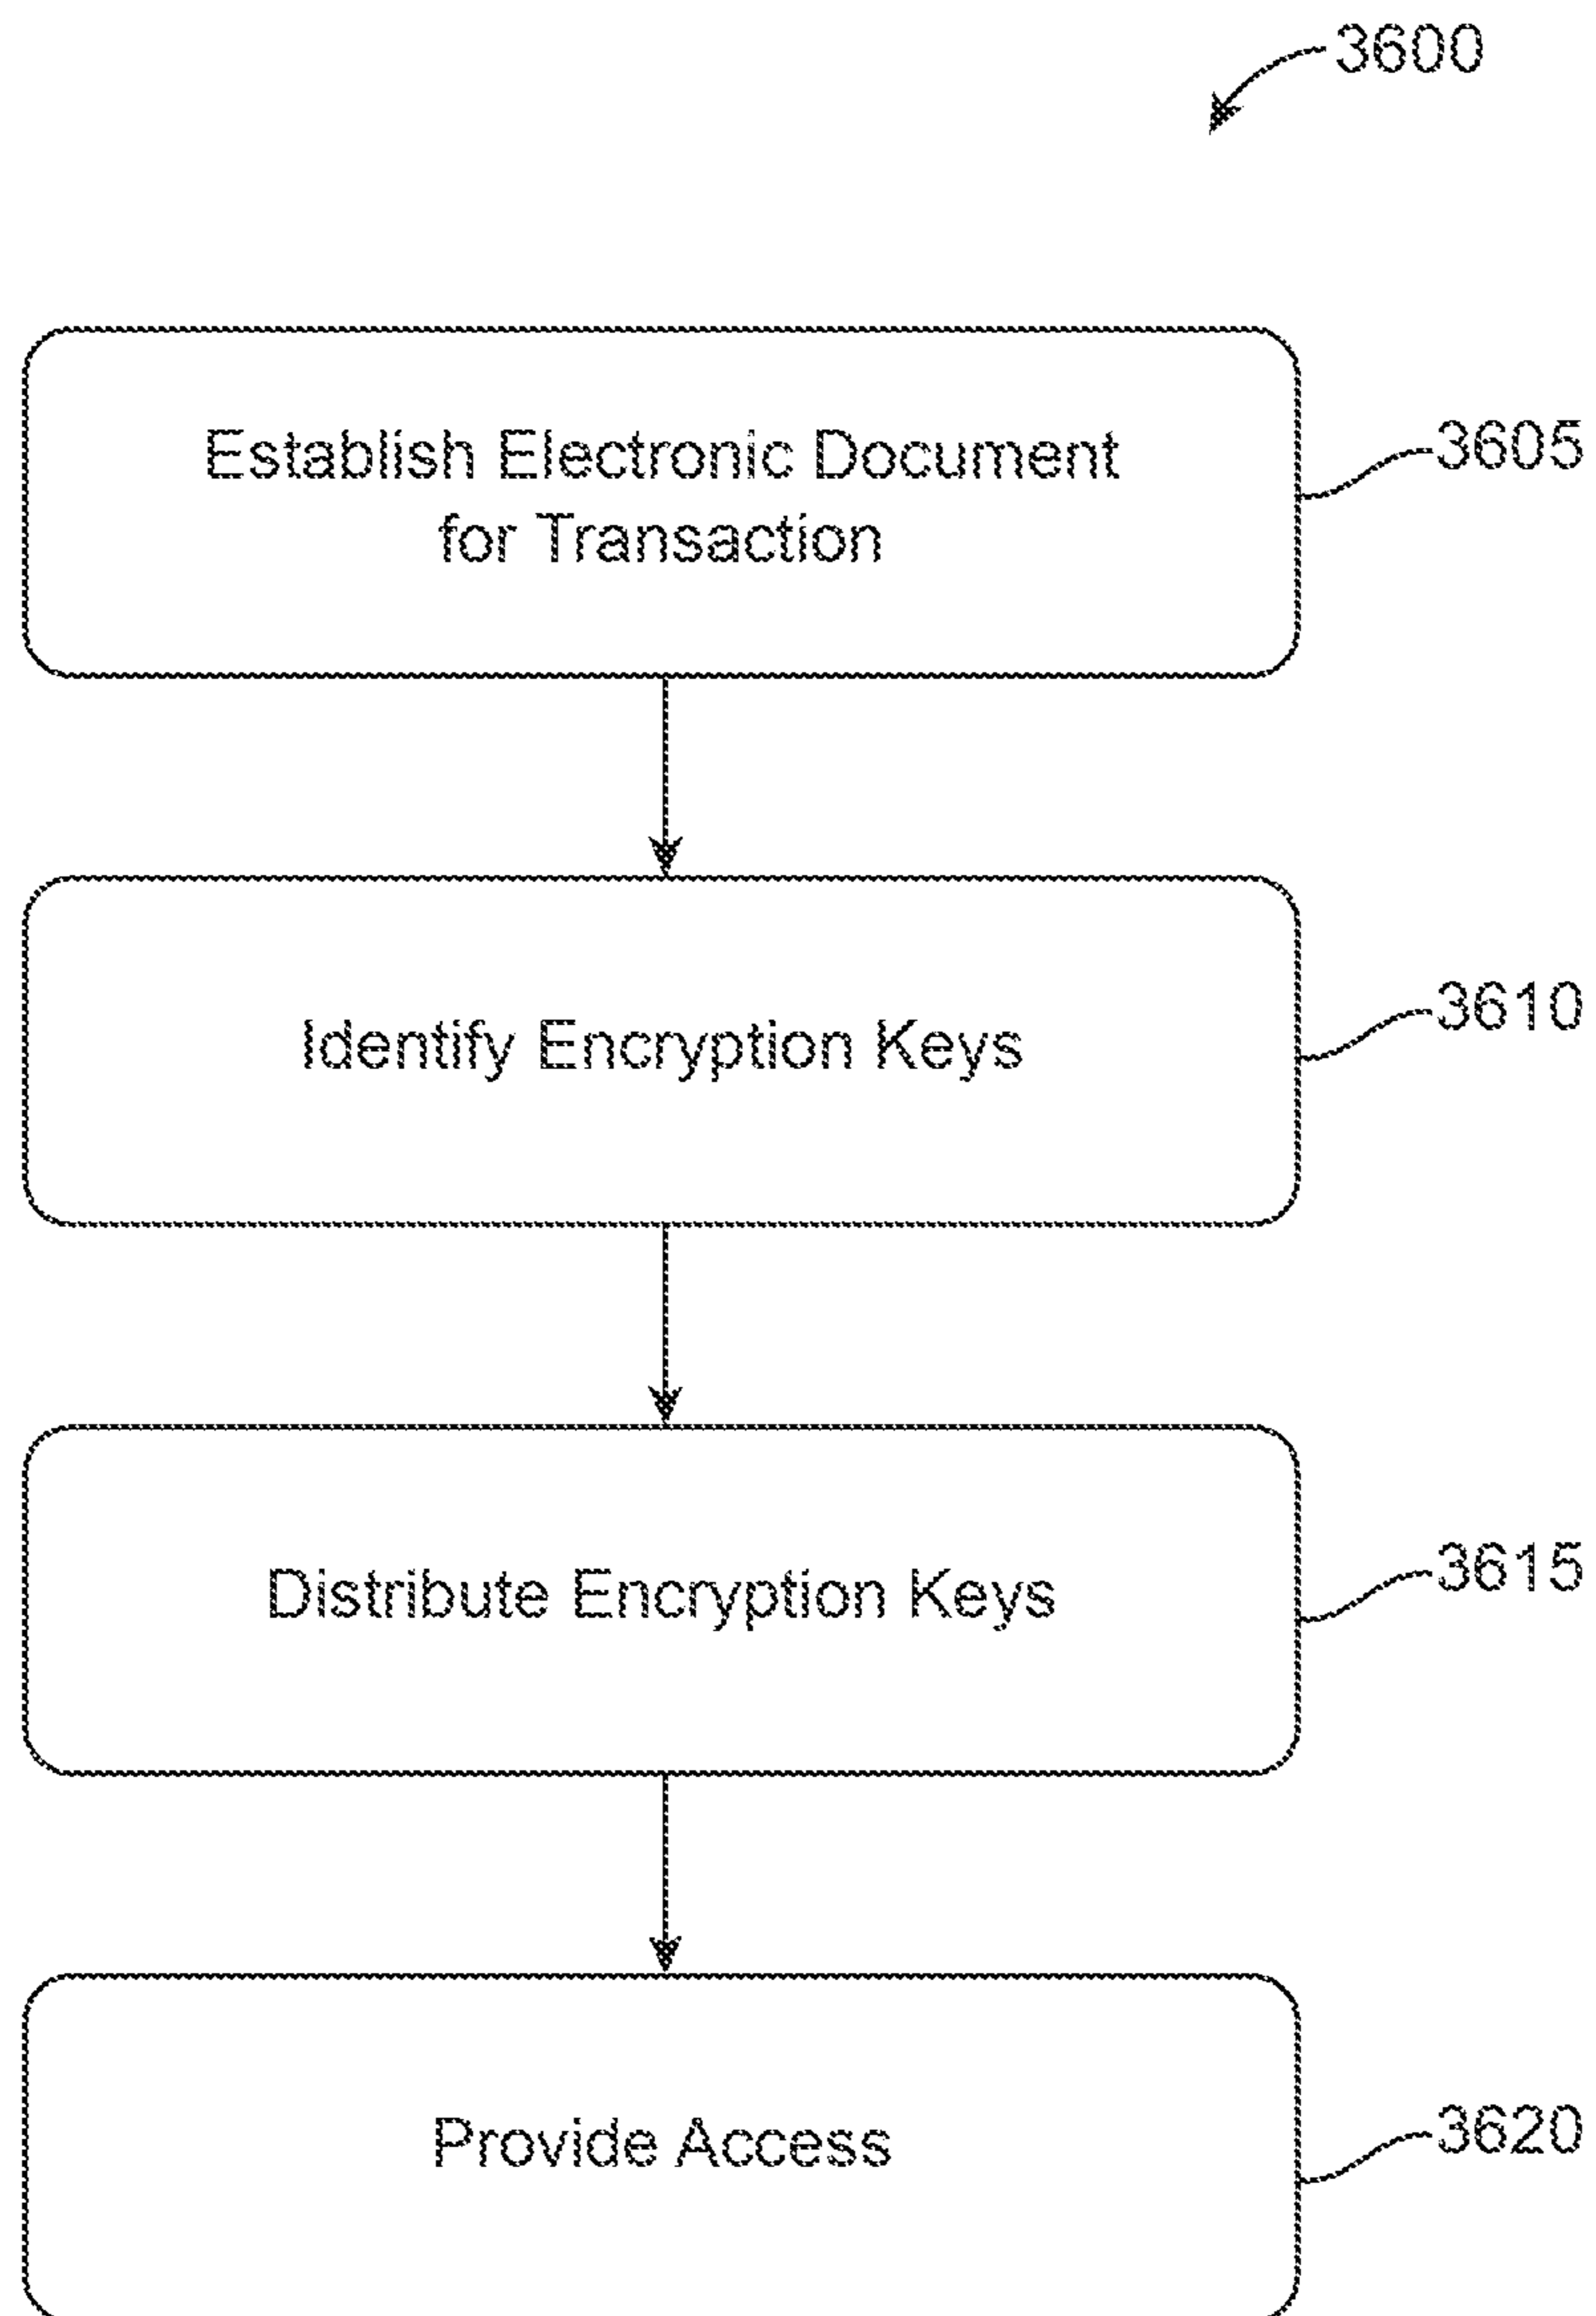 3600
Establish Electronic Document
for Transaction
3605
Identify Encryption Keys
3610
Distribute Encryption Keys
3615
Provide Access
3620